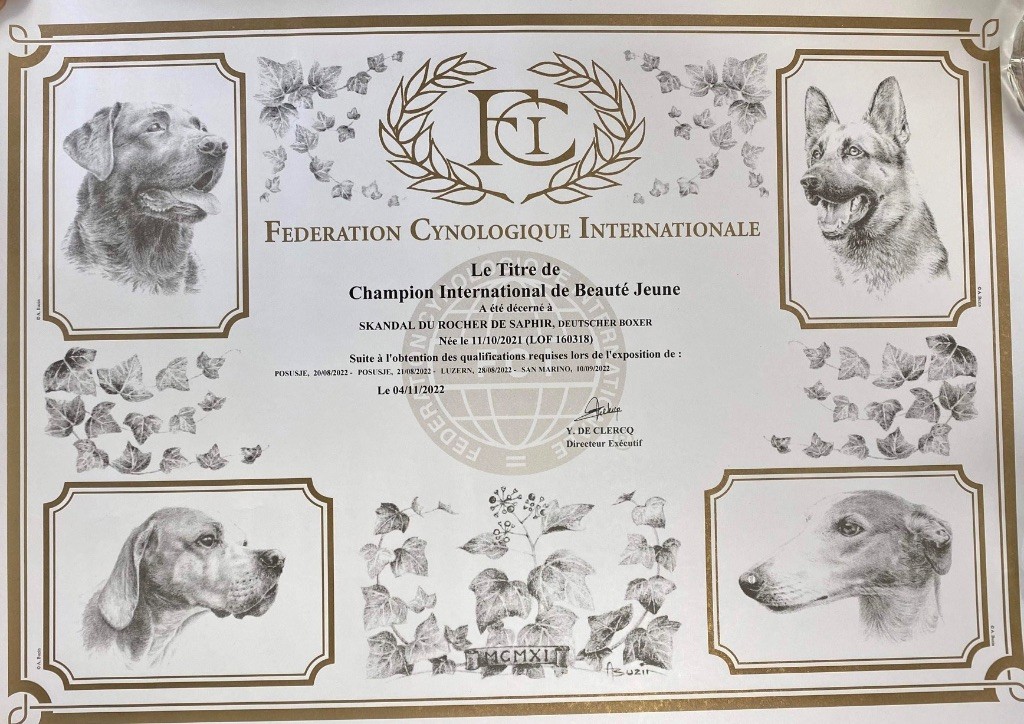 FCI
FEDERATION CYNOLOGIQUE INTERNATIONALE
Le Titre de
Champion International de Beauté Jeune
A été décerné à
SKANDAL DU ROCHER DE SAPHIR, DEUTSCHER BOXER
Née le 11/10/2021 (LOF 160318)
Suite à l'obtention des qualifications requises lors de l'exposition de :
POSUSJE, 20/08/2022 - POSUSJE, 21/08/2022 - LUZERN, 28/08/2022 - SAN MARINO, 10/09/2022
Le 04/11/2022
Y. DE CLERCQ
Directeur Exécutif
MCMXI